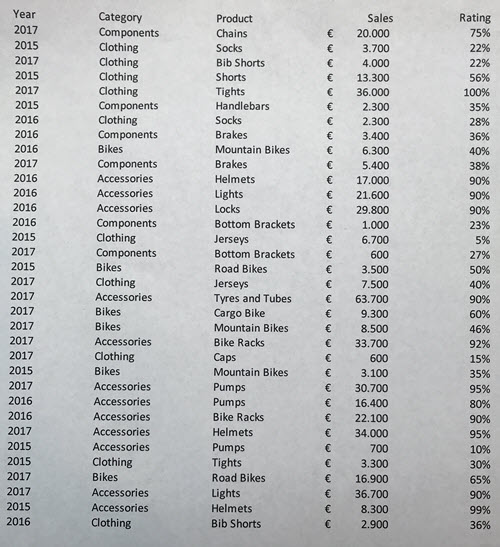 Year Category Product Sales Rating
2017 Components Chains € 20.000 75%
2015 Clothing Socks € 3.700 22%
2017 Clothing Bib Shorts € 4.000 22%
2015 Clothing Shorts € 13.300 56%
2017 Clothing Tights € 36.000 100%
2015 Components Handlebars € 2.300 35%
2016 Clothing Socks € 2.300 28%
2016 Components Brakes € 3.400 36%
2016 Bikes Mountain Bikes € 6.300 40%
2017 Components Brakes € 5.400 38%
2016 Accessories Helmets € 17.000 90%
2016 Accessories Lights € 21.600 90%
2016 Accessories Locks € 29.800 90%
2016 Components Bottom Brackets € 1.000 23%
2015 Clothing Jerseys € 6.700 5%
2017 Components Bottom Brackets € 600 27%
2015 Bikes Road Bikes € 3.500 50%
2017 Clothing Jerseys € 7.500 40%
2017 Accessories Tyres and Tubes € 63.700 90%
2017 Bikes Cargo Bike € 9.300 60%
2017 Bikes Mountain Bikes € 8.500 46%
2017 Accessories Bike Racks € 33.700 92%
2017 Clothing Caps € 600 15%
2015 Bikes Mountain Bikes € 3.100 35%
2017 Accessories Pumps € 30.700 95%
2016 Accessories Pumps € 16.400 80%
2016 Accessories Bike Racks € 22.100 90%
2017 Accessories Helmets € 34.000 95%
2015 Accessories Pumps € 700 10%
2015 Clothing Tights € 3.300 30%
2017 Bikes Road Bikes € 16.900 65%
2017 Accessories Lights € 36.700 90%
2015 Accessories Helmets € 8.300 99%
2016 Clothing Bib Shorts € 2.900 36%